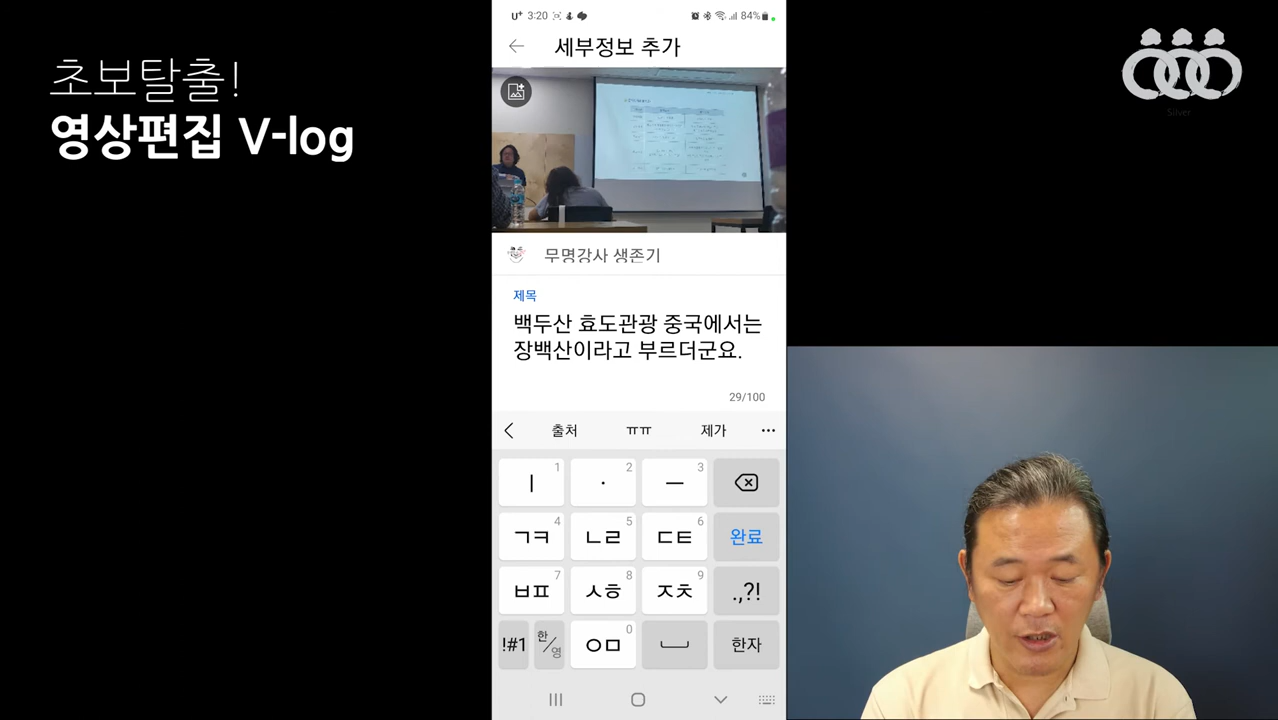 초보탈출!
영상편집 V-log
Silver
U+ 3:20 84%
세부정보 추가
무명강사 생존기
제목
백두산 효도관광 중국에서는
장백산이라고 부르더군요.
29/100
출처 ㅠㅠ 제가 •••
ㅣ 1 · 2 ㅡ 3
ㄱㅋ 4 ㄴㄹ 5 ㄷㅌ 6 완료
ㅂㅍ 7 ㅅㅎ 8 ㅈㅊ 9 .,?!
!#1 한/영 ㅇㅁ 0 한자